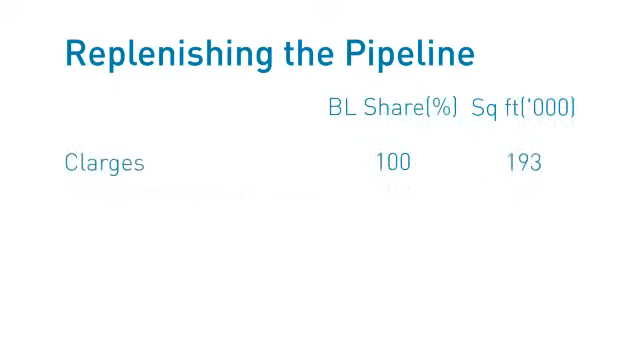 Replenishing the Pipeline
BL Share(%) Sq ft('000)
Clarges 100 193